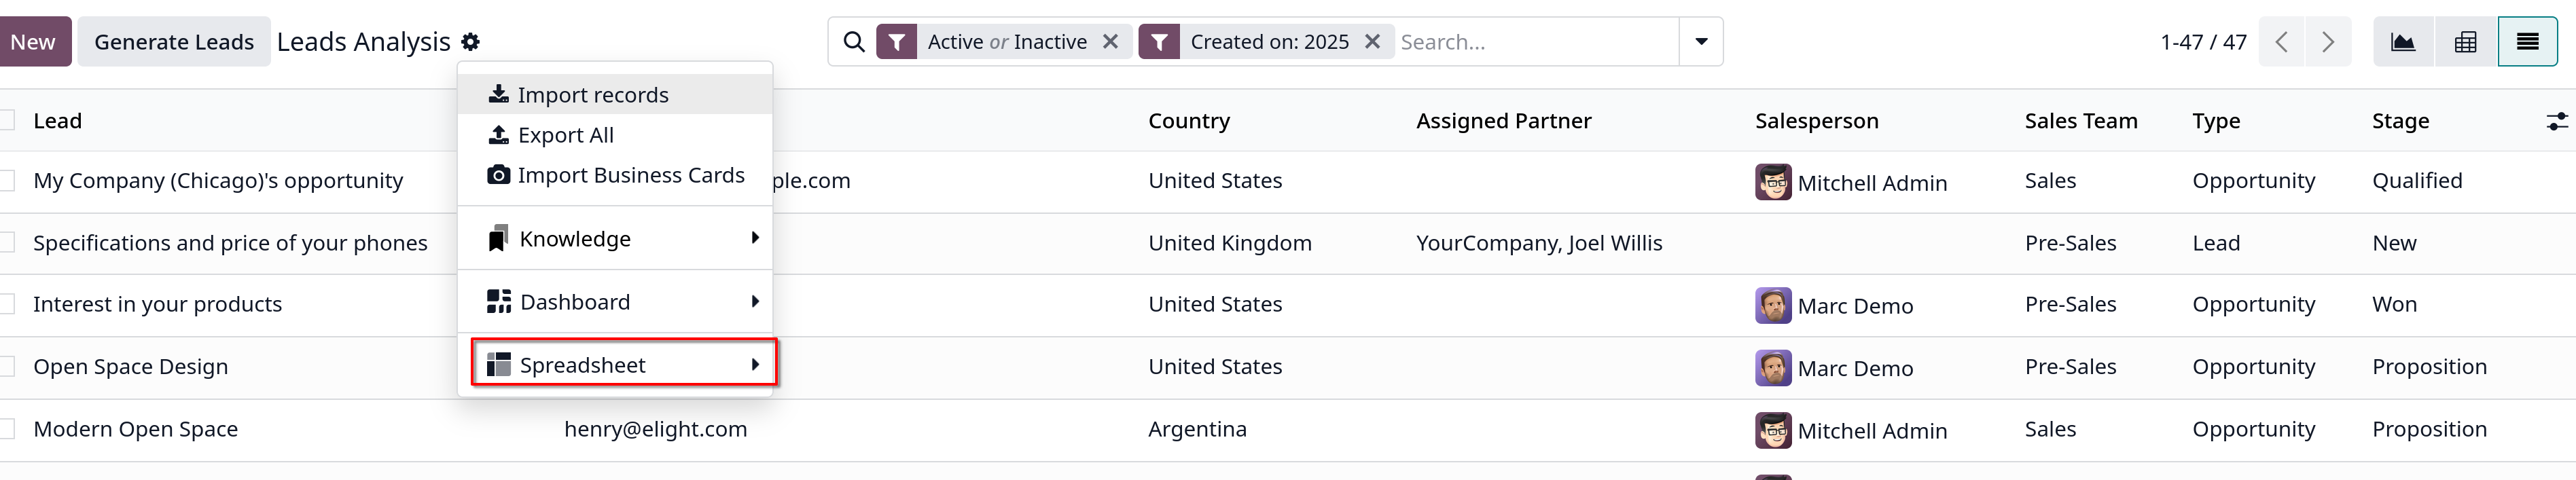 New Generate Leads Leads Analysis Active or Inactive Created on: 2025 Search... 1-47 / 47
Import records
Export All
Import Business Cards
Knowledge
Dashboard
Spreadsheet
Lead Country Assigned Partner Salesperson Sales Team Type Stage
My Company (Chicago)'s opportunity ple.com United States Mitchell Admin Sales Opportunity Qualified
Specifications and price of your phones United Kingdom YourCompany, Joel Willis Pre-Sales Lead New
Interest in your products United States Marc Demo Pre-Sales Opportunity Won
Open Space Design United States Marc Demo Pre-Sales Opportunity Proposition
Modern Open Space henry@elight.com Argentina Mitchell Admin Sales Opportunity Proposition